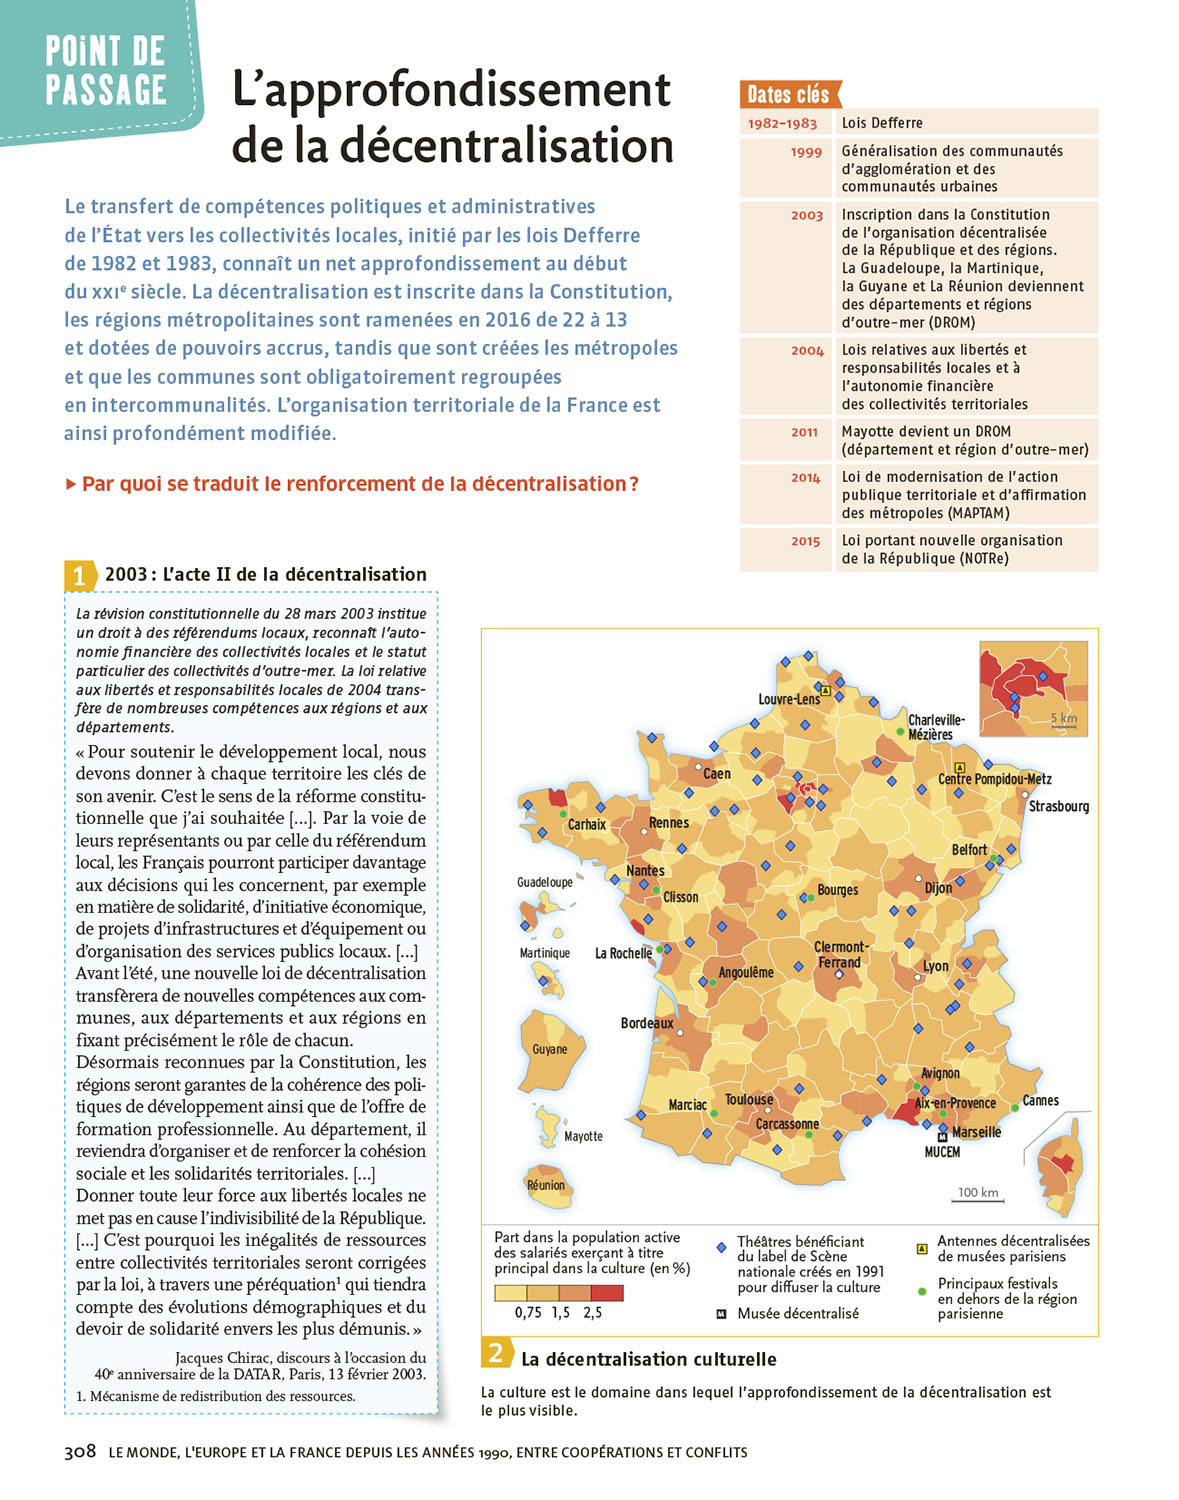 POINT DE
PASSAGE
L'approfondissement
de la décentralisation
Le transfert de compétences politiques et administratives
de l'État vers les collectivités locales, initié par les lois Defferre
de 1982 et 1983, connaît un net approfondissement au début
du XXIe siècle. La décentralisation est inscrite dans la Constitution,
les régions métropolitaines sont ramenées en 2016 de 22 à 13
et dotées de pouvoirs accrus, tandis que sont créées les métropoles
et que les communes sont obligatoirement regroupées
en intercommunalités. L'organisation territoriale de la France est
ainsi profondément modifiée.
▸ Par quoi se traduit le renforcement de la décentralisation ?
Dates clés
1982-1983 Lois Defferre
1999 Généralisation des communautés
d'agglomération et des
communautés urbaines
2003 Inscription dans la Constitution
de l'organisation décentralisée
de la République et des régions.
La Guadeloupe, la Martinique,
la Guyane et La Réunion deviennent
des départements et régions
d'outre-mer (DROM)
2004 Lois relatives aux libertés et
responsabilités locales et à
l'autonomie financière
des collectivités territoriales
2011 Mayotte devient un DROM
(département et région d'outre-mer)
2014 Loi de modernisation de l'action
publique territoriale et d'affirmation
des métropoles (MAPTAM)
2015 Loi portant nouvelle organisation
de la République (NOTRe)
1 2003 : L'acte II de la décentralisation
La révision constitutionnelle du 28 mars 2003 institue
un droit à des référendums locaux, reconnaît l'auto-
nomie financière des collectivités locales et le statut
particulier des collectivités d'outre-mer. La loi relative
aux libertés et responsabilités locales de 2004 trans-
fère de nombreuses compétences aux régions et aux
départements.
« Pour soutenir le développement local, nous
devons donner à chaque territoire les clés de
son avenir. C'est le sens de la réforme constitu-
tionnelle que j'ai souhaitée [...]. Par la voie de
leurs représentants ou par celle du référendum
local, les Français pourront participer davantage
aux décisions qui les concernent, par exemple
en matière de solidarité, d'initiative économique,
de projets d'infrastructures et d'équipement ou
d'organisation des services publics locaux. [...]
Avant l'été, une nouvelle loi de décentralisation
transfèrera de nouvelles compétences aux com-
munes, aux départements et aux régions en
fixant précisément le rôle de chacun.
Désormais reconnues par la Constitution, les
régions seront garantes de la cohérence des poli-
tiques de développement ainsi que de l'offre de
formation professionnelle. Au département, il
reviendra d'organiser et de renforcer la cohésion
sociale et les solidarités territoriales. [...]
Donner toute leur force aux libertés locales ne
met pas en cause l'indivisibilité de la République.
[...] C'est pourquoi les inégalités de ressources
entre collectivités territoriales seront corrigées
par la loi, à travers une péréquation¹ qui tiendra
compte des évolutions démographiques et du
devoir de solidarité envers les plus démunis. »
Jacques Chirac, discours à l'occasion du
40e anniversaire de la DATAR, Paris, 13 février 2003.
1. Mécanisme de redistribution des ressources.
5 km
Louvre-Lens
A
Charleville-
Mézières
A
Centre Pompidou-Metz
Strasbourg
Caen
Carhaix
Rennes
Belfort
Nantes
Clisson
Bourges
Dijon
Guadeloupe
Martinique
La Rochelle
Clermont-
Ferrand
Lyon
Angoulême
Bordeaux
Guyane
Avignon
Marciac
Toulouse
Aix-en-Provence
Cannes
Carcassonne
Marseille
M
MUCEM
Mayotte
Réunion
100 km
Part dans la population active
des salariés exerçant à titre
principal dans la culture (en %)
0,75 1,5 2,5
Théâtres bénéficiant
du label de Scène
nationale créés en 1991
pour diffuser la culture
M Musée décentralisé
A Antennes décentralisées
de musées parisiens
Principaux festivals
en dehors de la région
parisienne
2 La décentralisation culturelle
La culture est le domaine dans lequel l'approfondissement de la décentralisation est
le plus visible.
308 LE MONDE, L'EUROPE ET LA FRANCE DEPUIS LES ANNÉES 1990, ENTRE COOPÉRATIONS ET CONFLITS